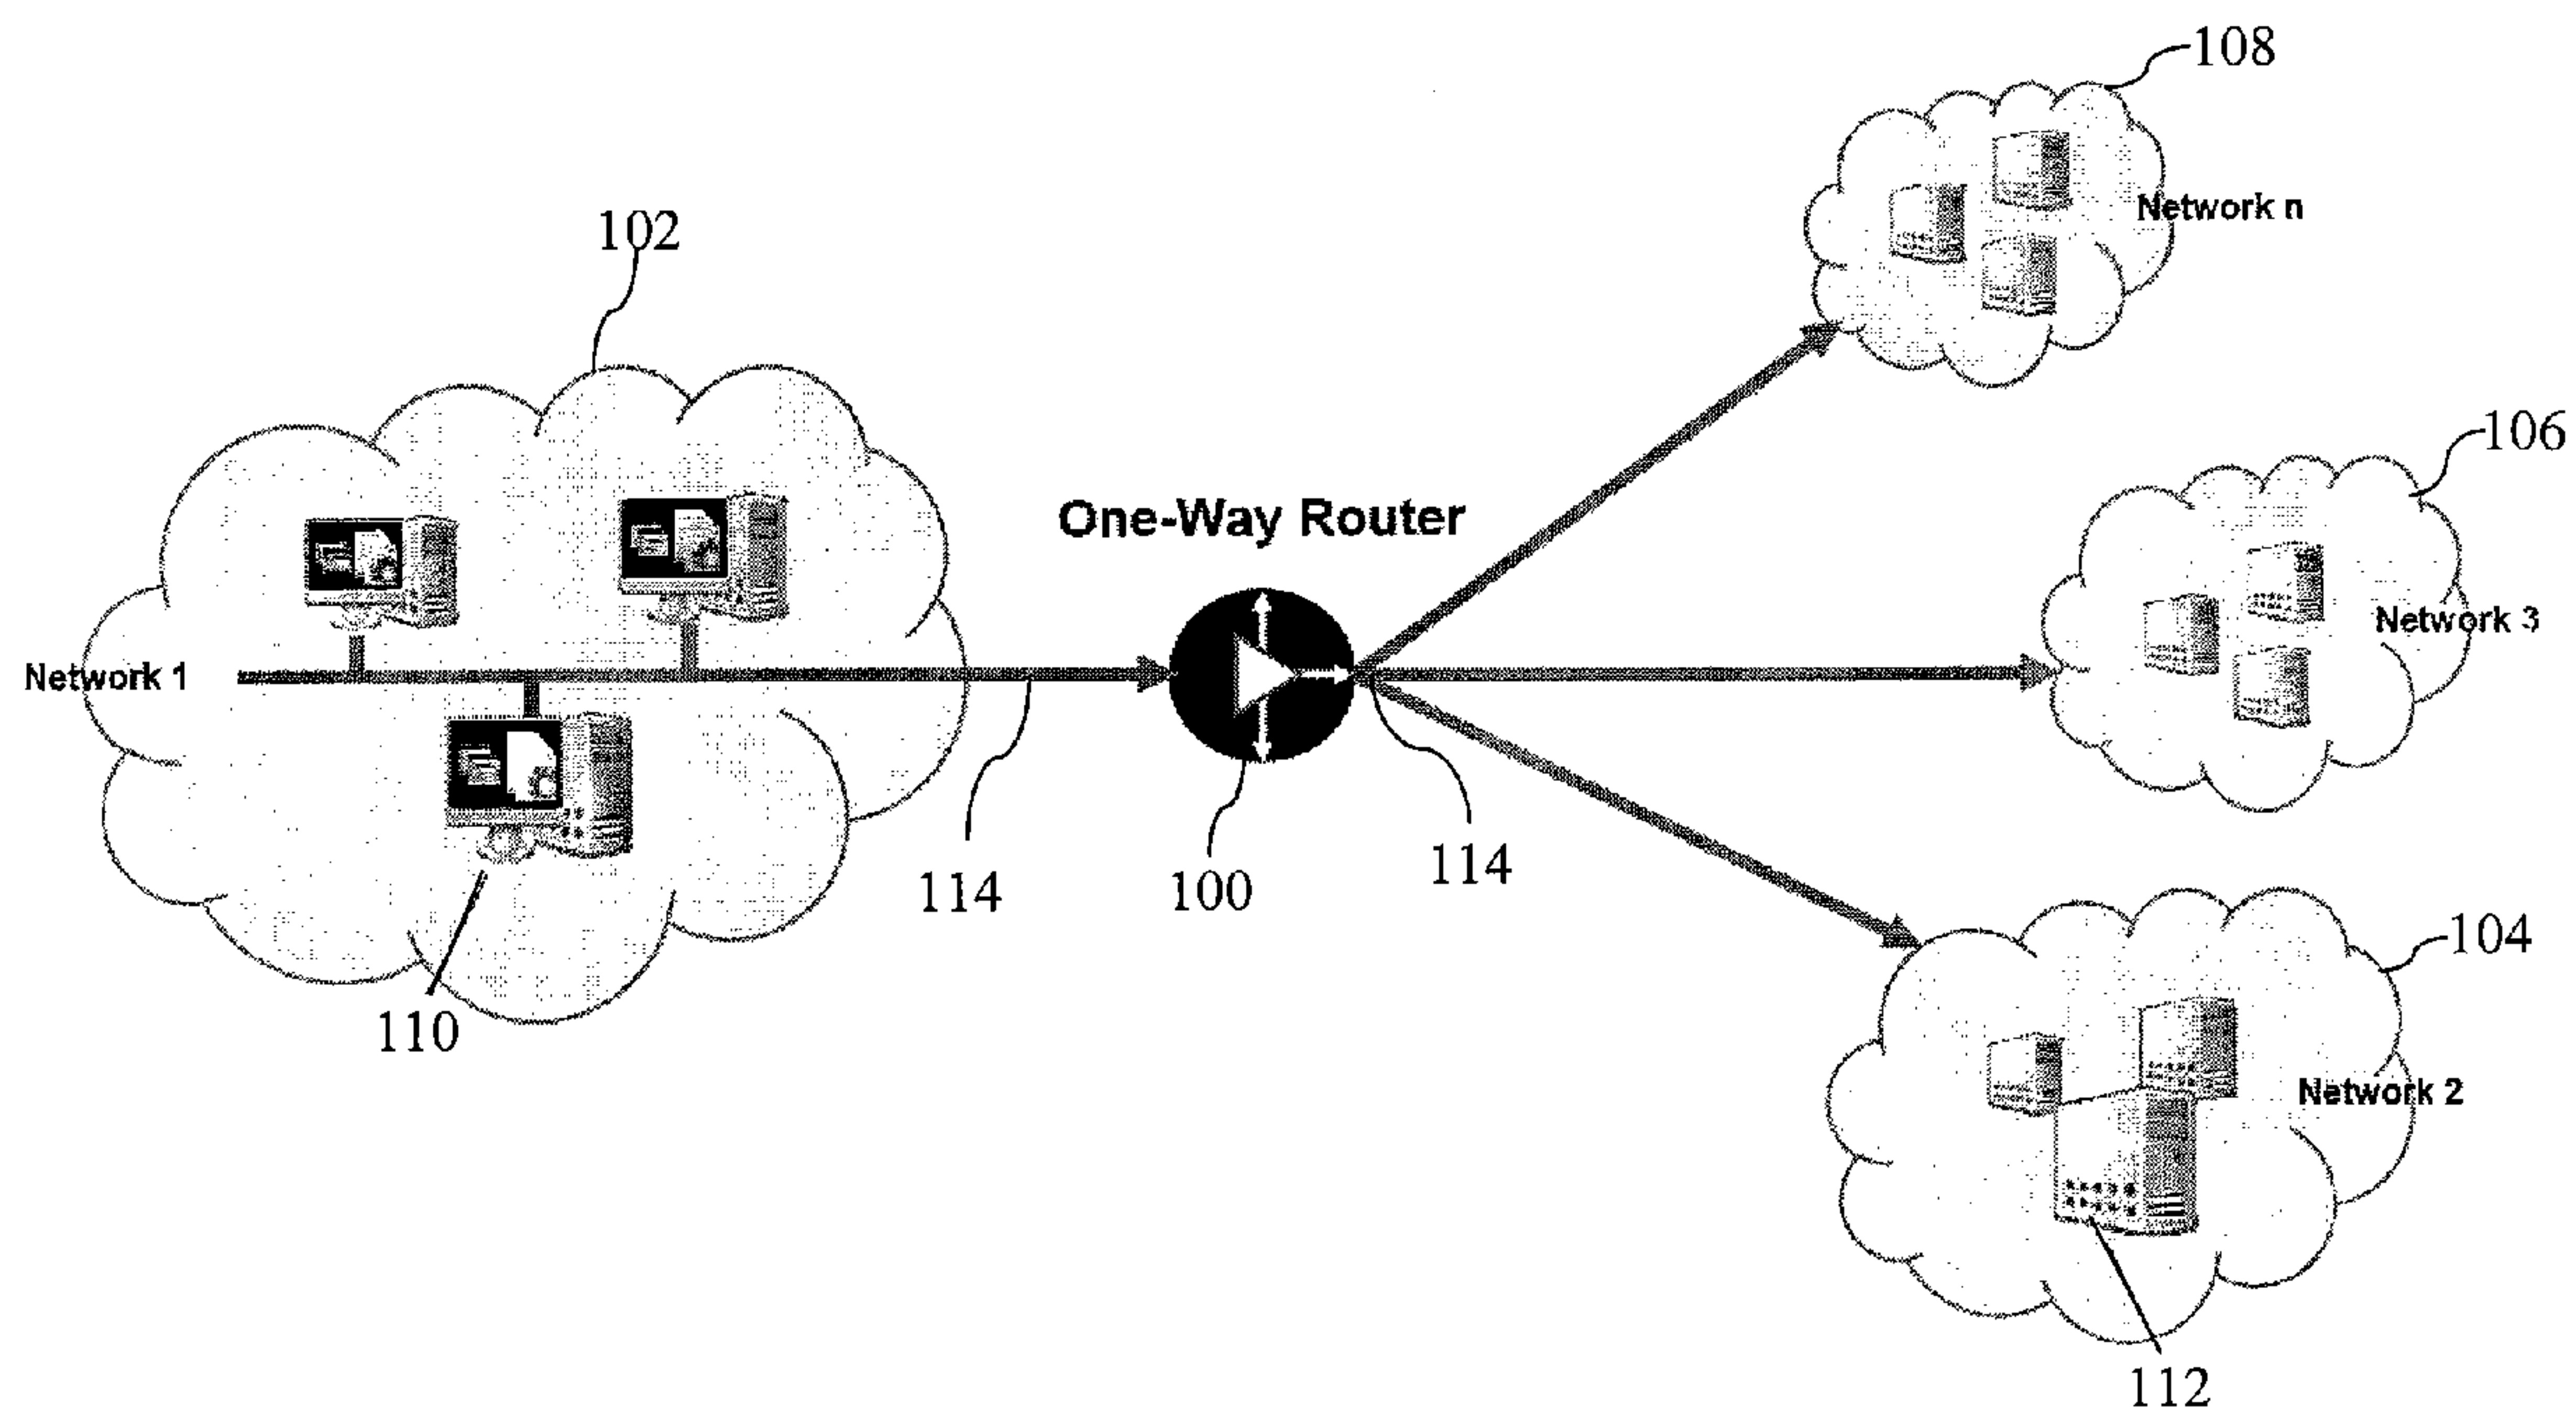 108
Network n
102
106
One-Way Router
Network 3
Network 1
114
100
114
104
110
Network 2
112